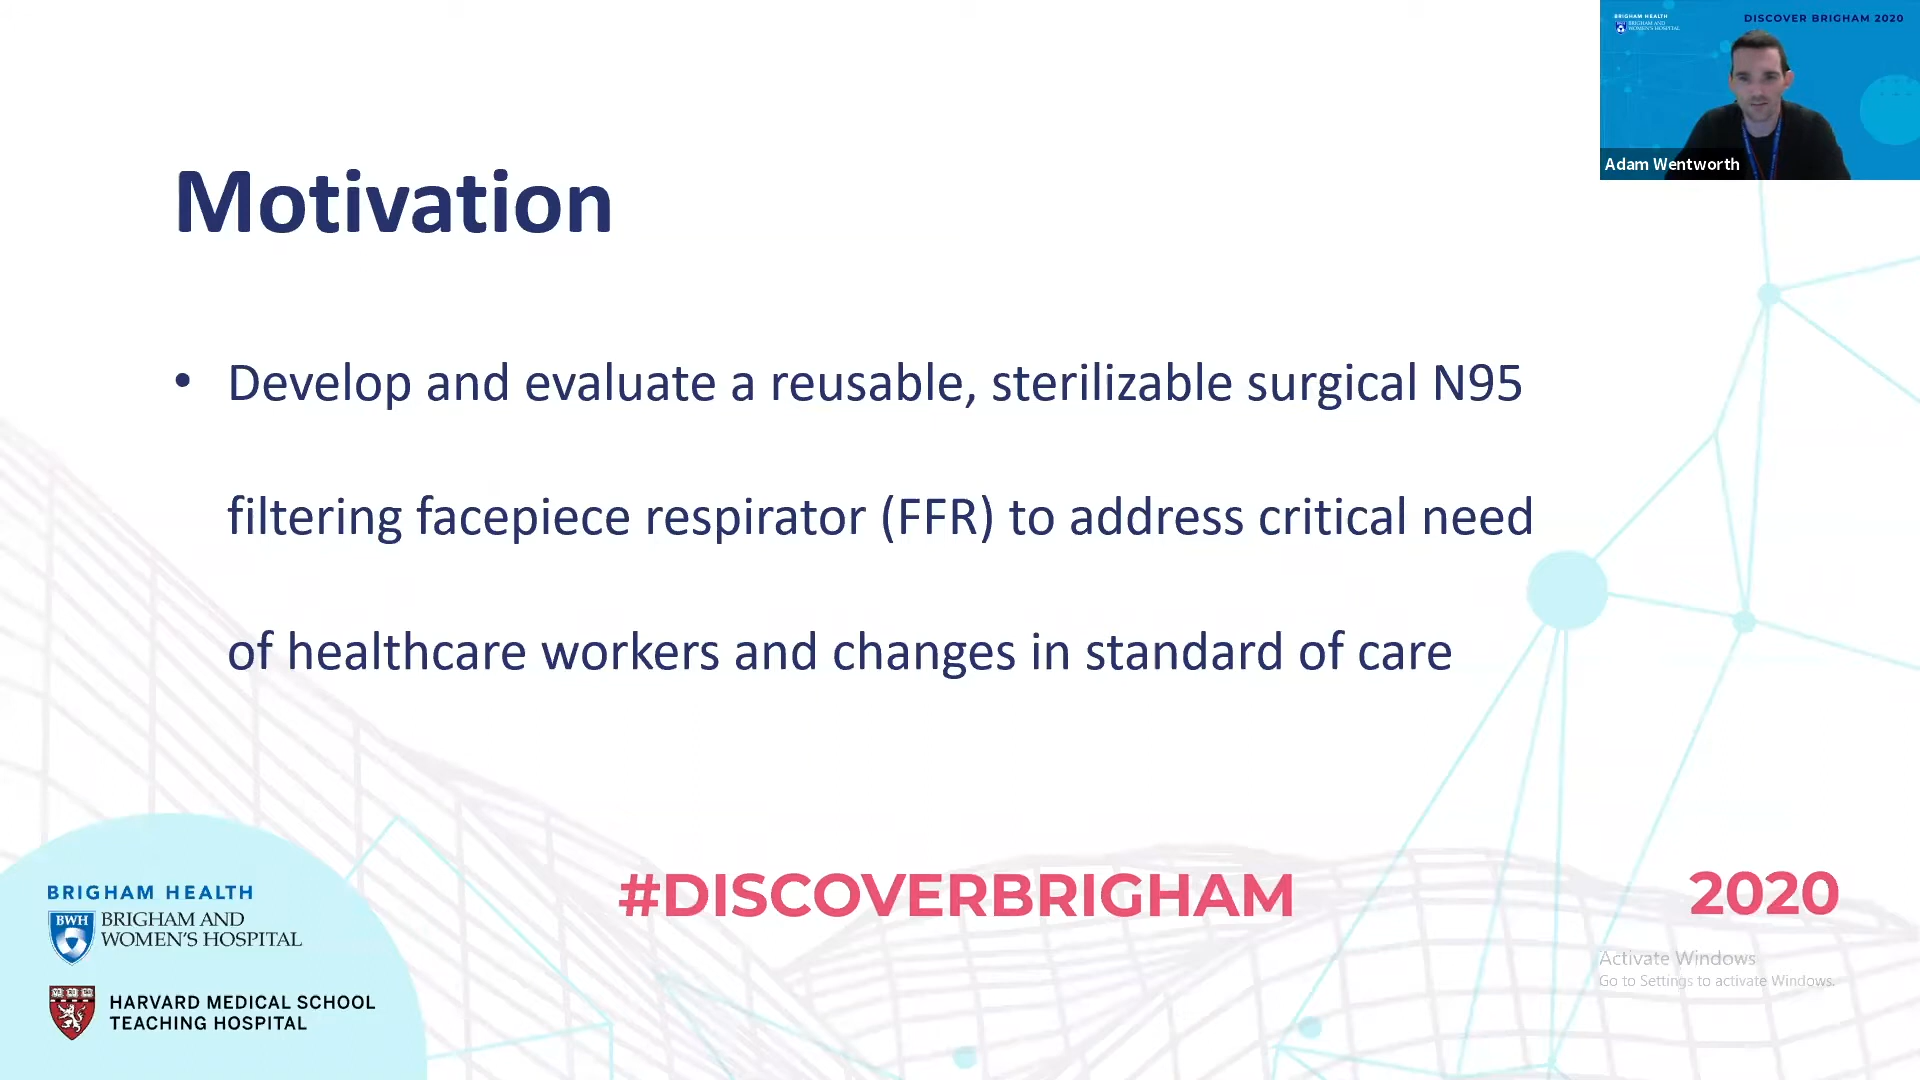 BRIGHAM HEALTH
BWH
BRIGHAM AND
WOMEN'S HOSPITAL
DISCOVER BRIGHAM 2020
Adam Wentworth
Motivation
• Develop and evaluate a reusable, sterilizable surgical N95
filtering facepiece respirator (FFR) to address critical need
of healthcare workers and changes in standard of care
#DISCOVERBRIGHAM
2020
BRIGHAM HEALTH
BWH
BRIGHAM AND
WOMEN'S HOSPITAL
HARVARD MEDICAL SCHOOL
TEACHING HOSPITAL
Activate Windows
Go to Settings to activate Windows.